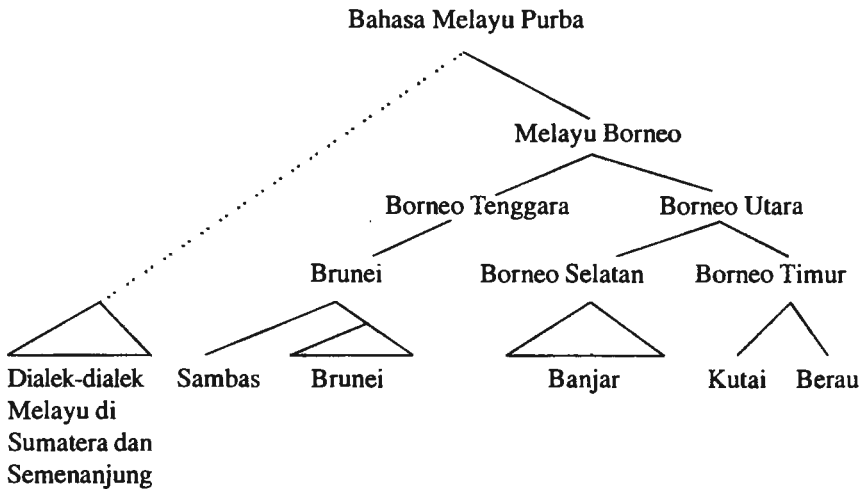 Bahasa Melayu Purba
Melayu Borneo
Borneo Tenggara Borneo Utara
Brunei Borneo Selatan Borneo Timur
Dialek-dialek Sambas Brunei Banjar Kutai Berau
Melayu di
Sumatera dan
Semenanjung